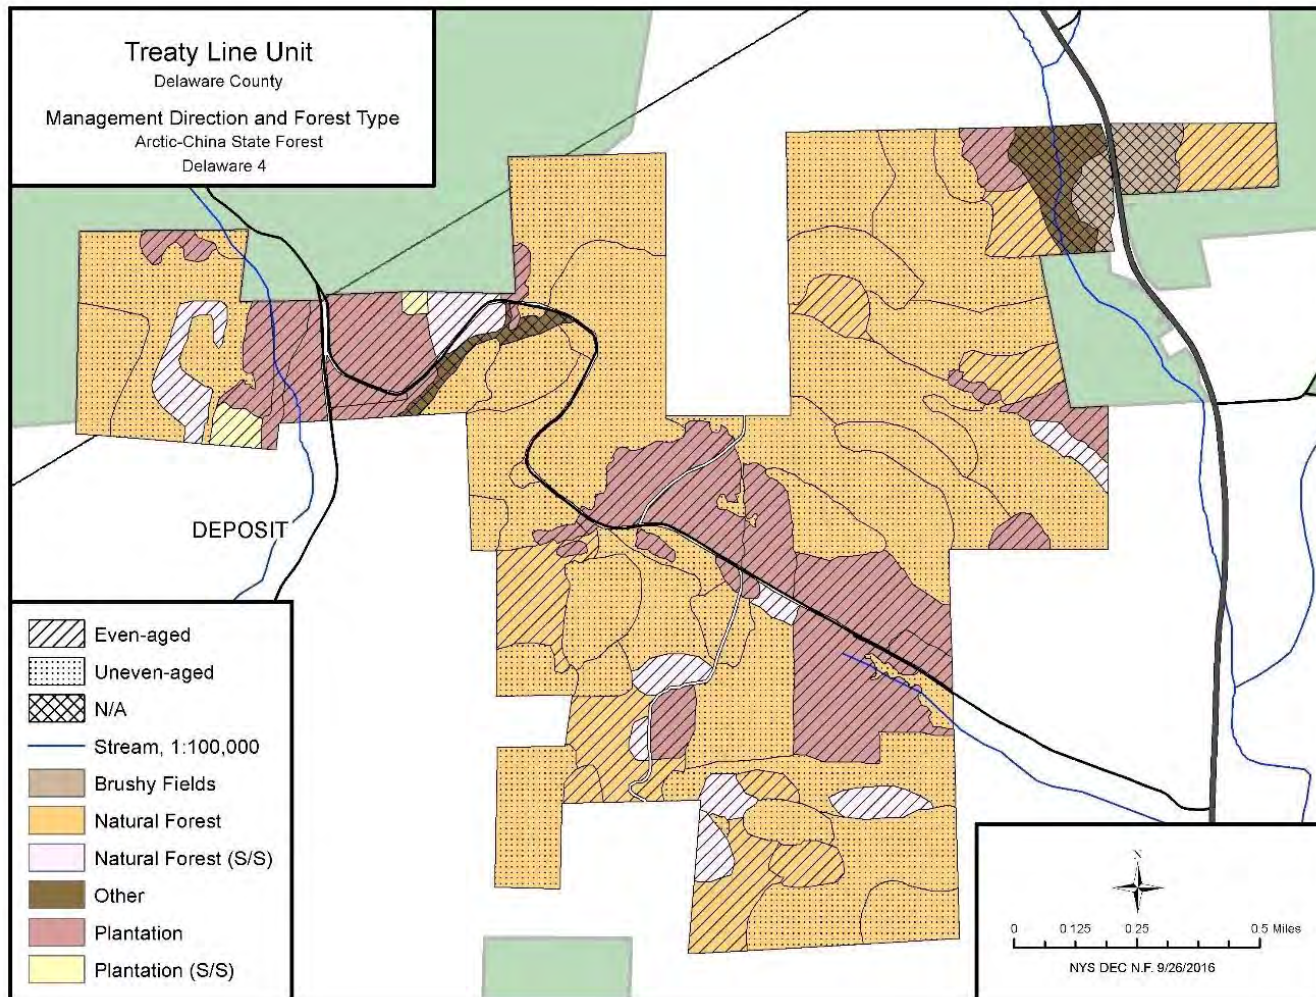 Treaty Line Unit
Delaware County
Management Direction and Forest Type
Arctic-China State Forest
Delaware 4
DEPOSIT
Even-aged
Uneven-aged
N/A
Stream, 1:100,000
Brushy Fields
Natural Forest
Natural Forest (S/S)
Other
Plantation
Plantation (S/S)
N
0 0.125 0.25 0.5 Miles
NYS DEC N.F. 9/26/2016